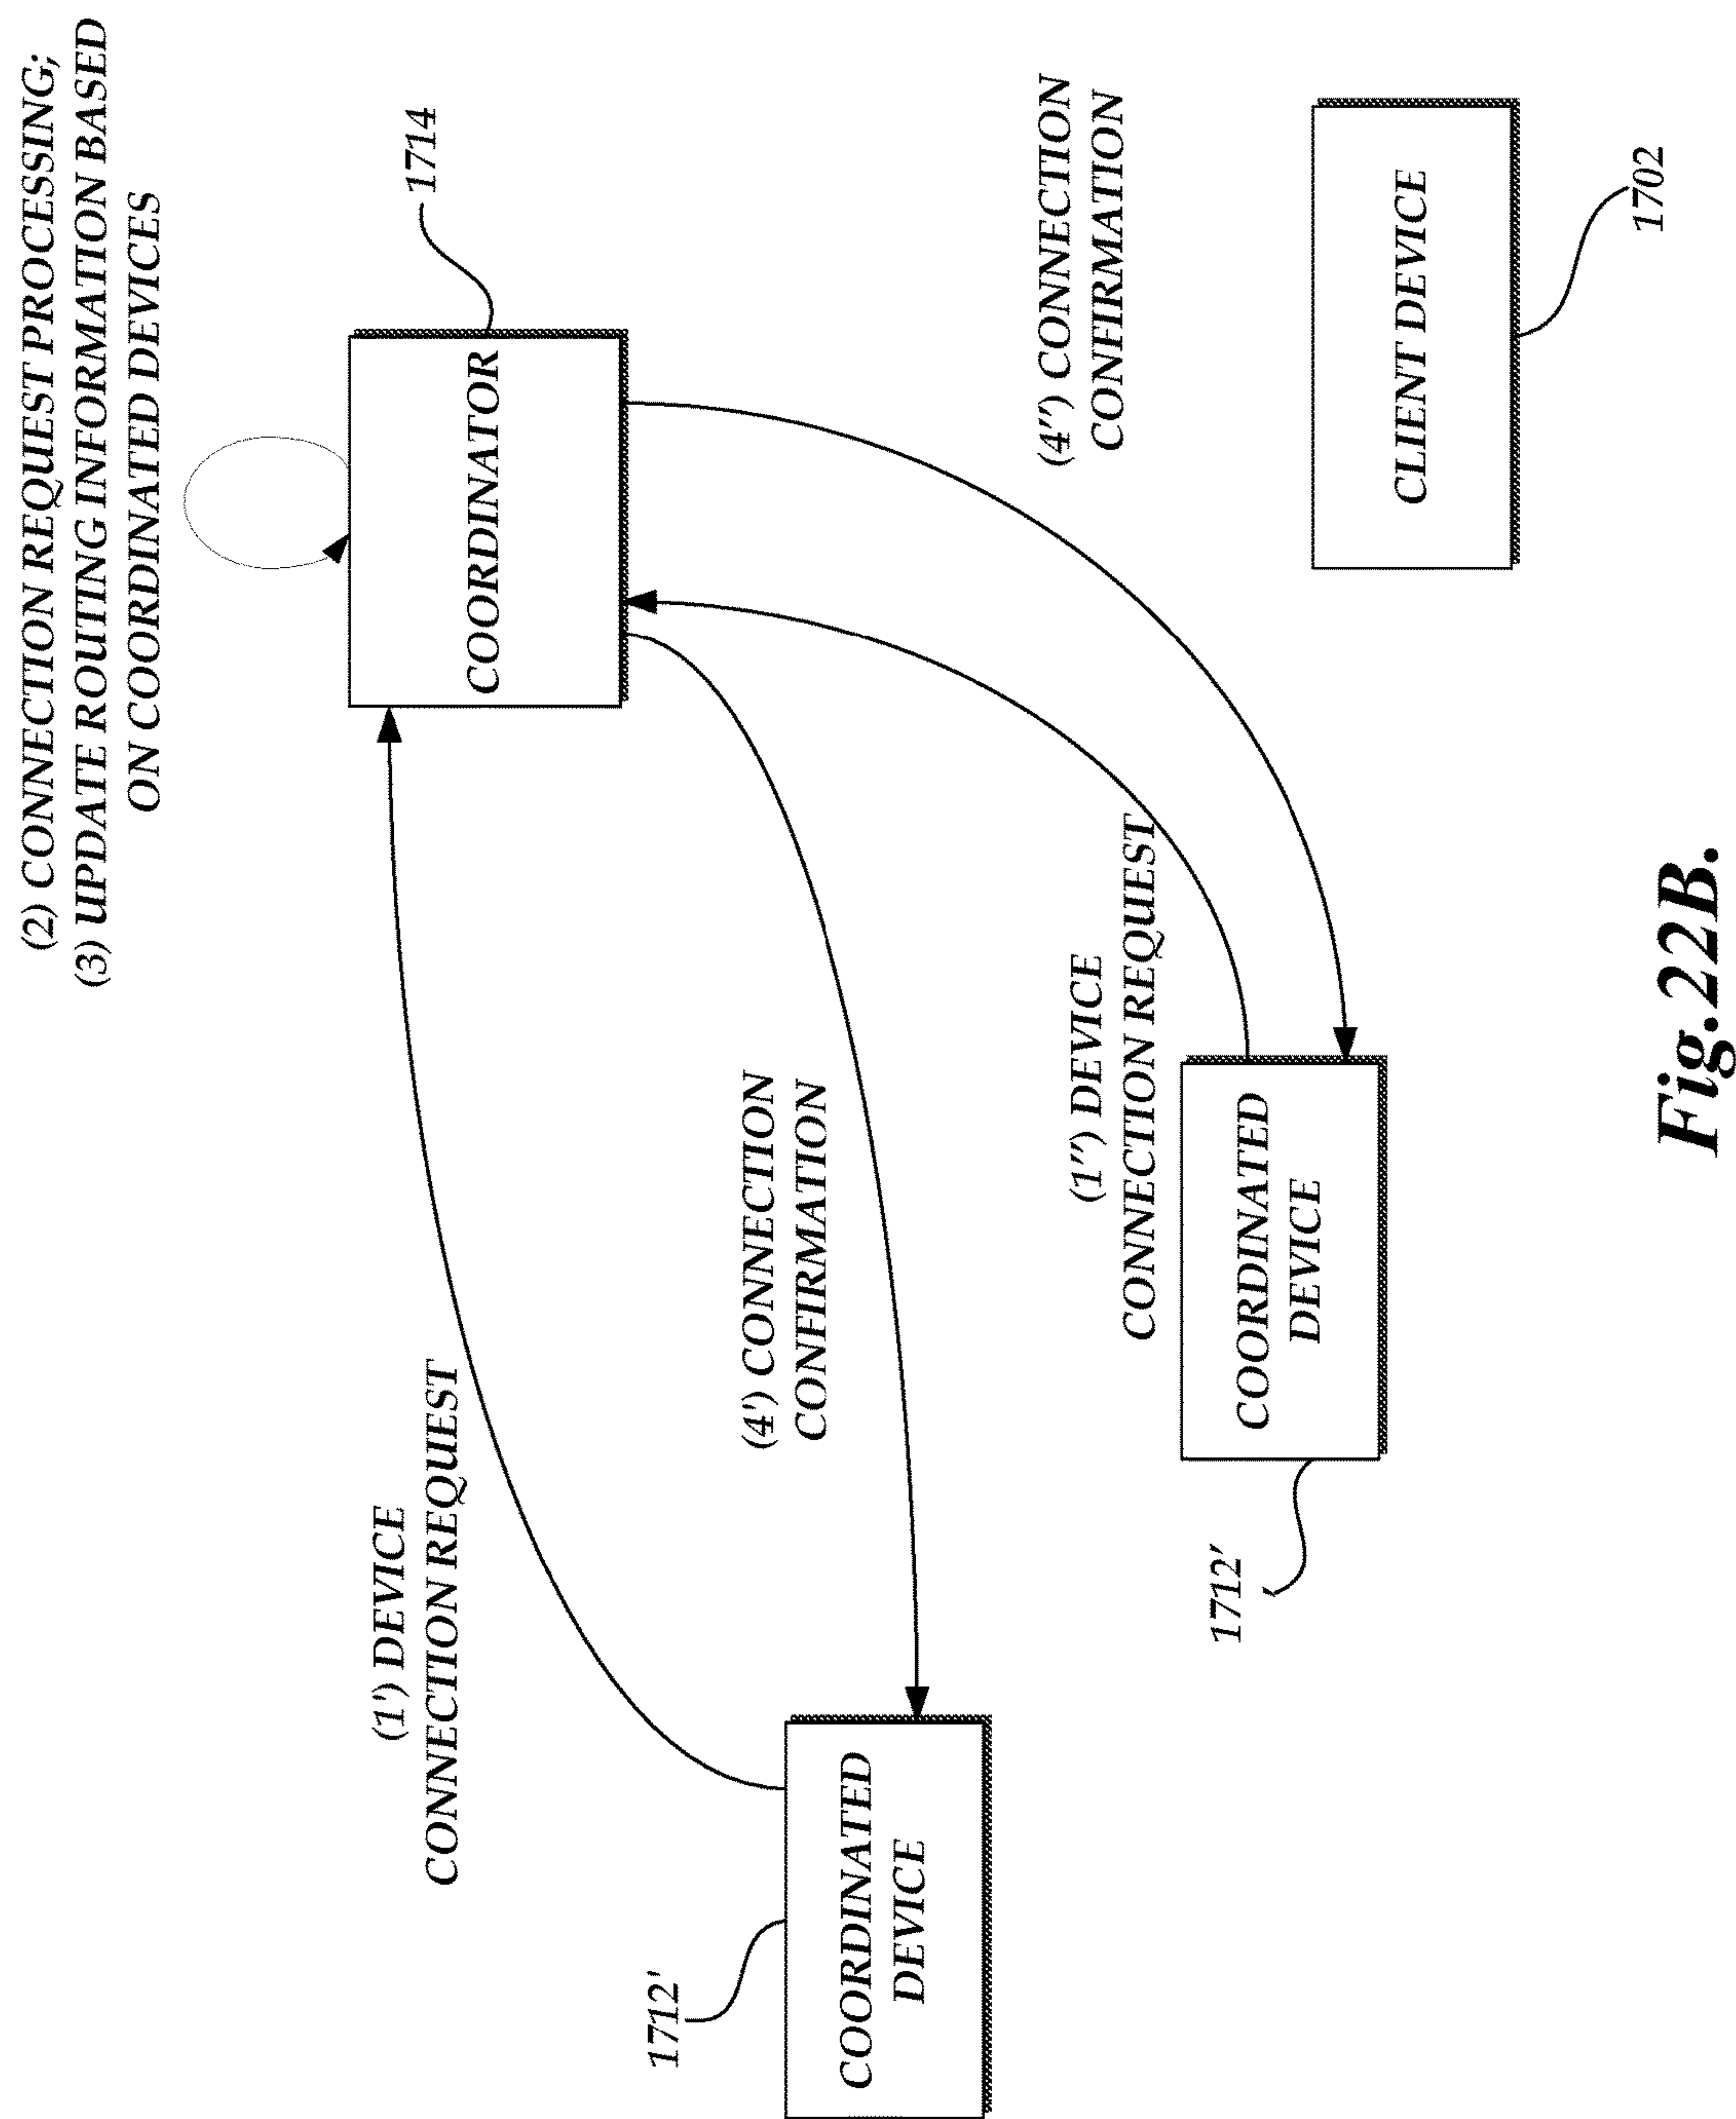 (2) CONNECTION REQUEST PROCESSING;
(3) UPDATE ROUTING INFORMATION BASED
ON COORDINATED DEVICES
1714
COORDINATOR
(1') DEVICE
CONNECTION REQUEST
(4') CONNECTION
CONFIRMATION
1712'
COORDINATED
DEVICE
(4'') CONNECTION
CONFIRMATION
(1'') DEVICE
CONNECTION REQUEST
COORDINATED
DEVICE
1712'
CLIENT DEVICE
1702
Fig.22B.